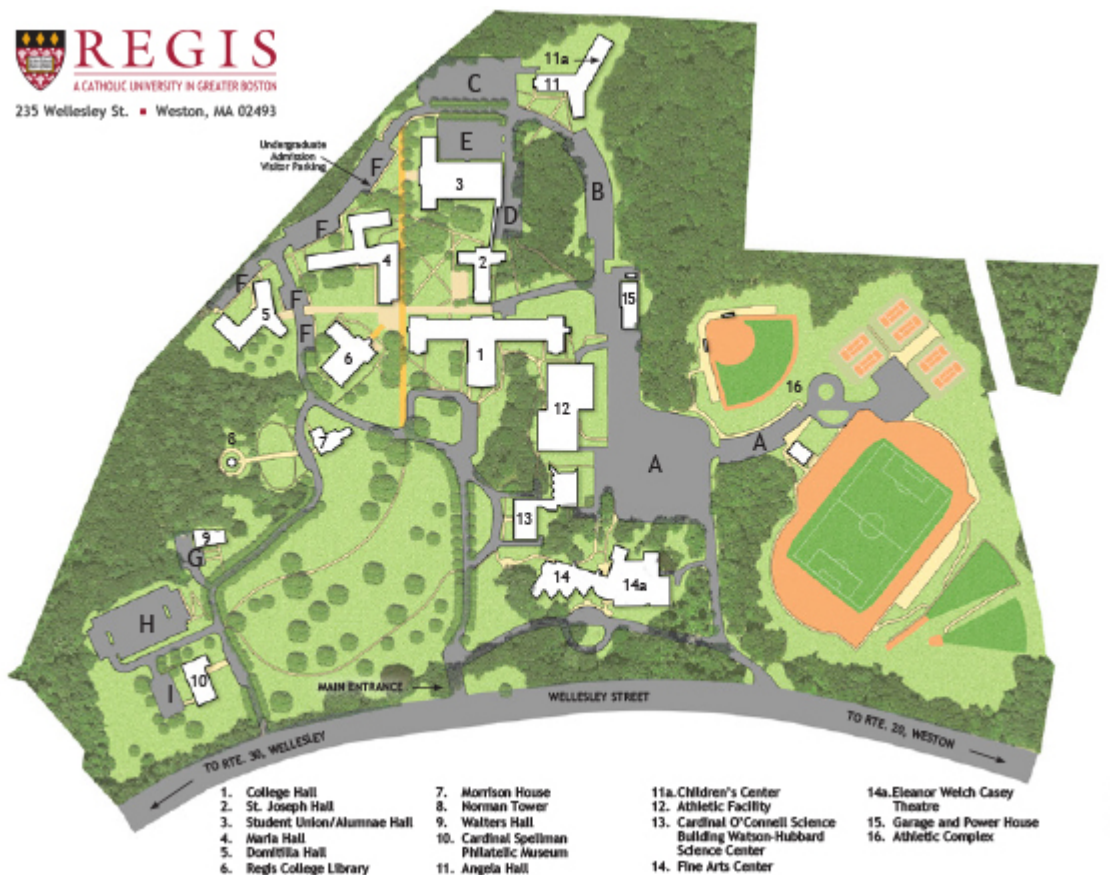 REGIS
A CATHOLIC UNIVERSITY IN GREATER BOSTON
235 Wellesley St. ▪ Weston, MA 02493
Undergraduate
Admission
Visitor Parking
C
11a
11
E
F
3
B
D
F
4
2
F
5
F
15
F
6
1
16
12
7
8
A
A
13
9
G
14
14a
H
10
I
MAIN ENTRANCE
WELLESLEY STREET
TO RTE. 30, WELLESLEY
TO RTE. 20, WESTON
1. College Hall
2. St. Joseph Hall
3. Student Union/Alumnae Hall
4. Maria Hall
5. Domitilla Hall
6. Regis College Library
7. Morrison House
8. Norman Tower
9. Walters Hall
10. Cardinal Spellman
Philatelic Museum
11. Angela Hall
11a. Children's Center
12. Athletic Facility
13. Cardinal O'Connell Science
Building Watson-Hubbard
Science Center
14. Fine Arts Center
14a. Eleanor Welch Casey
Theatre
15. Garage and Power House
16. Athletic Complex